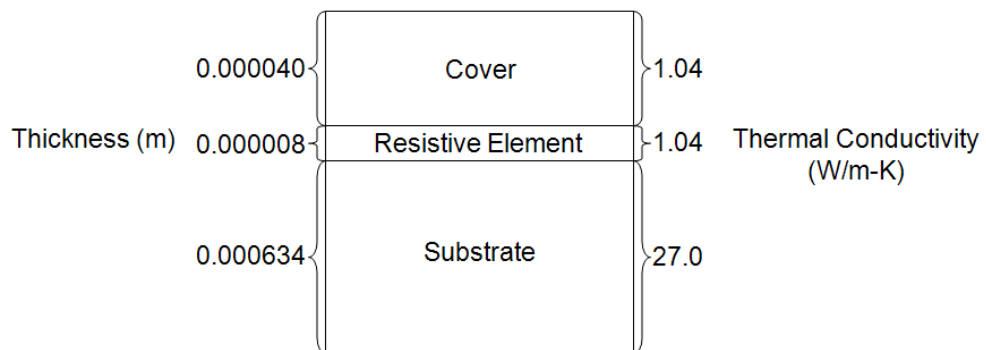 0.000040 Cover 1.04
Thickness (m) 0.000008 Resistive Element 1.04 Thermal Conductivity
(W/m-K)
0.000634 Substrate 27.0